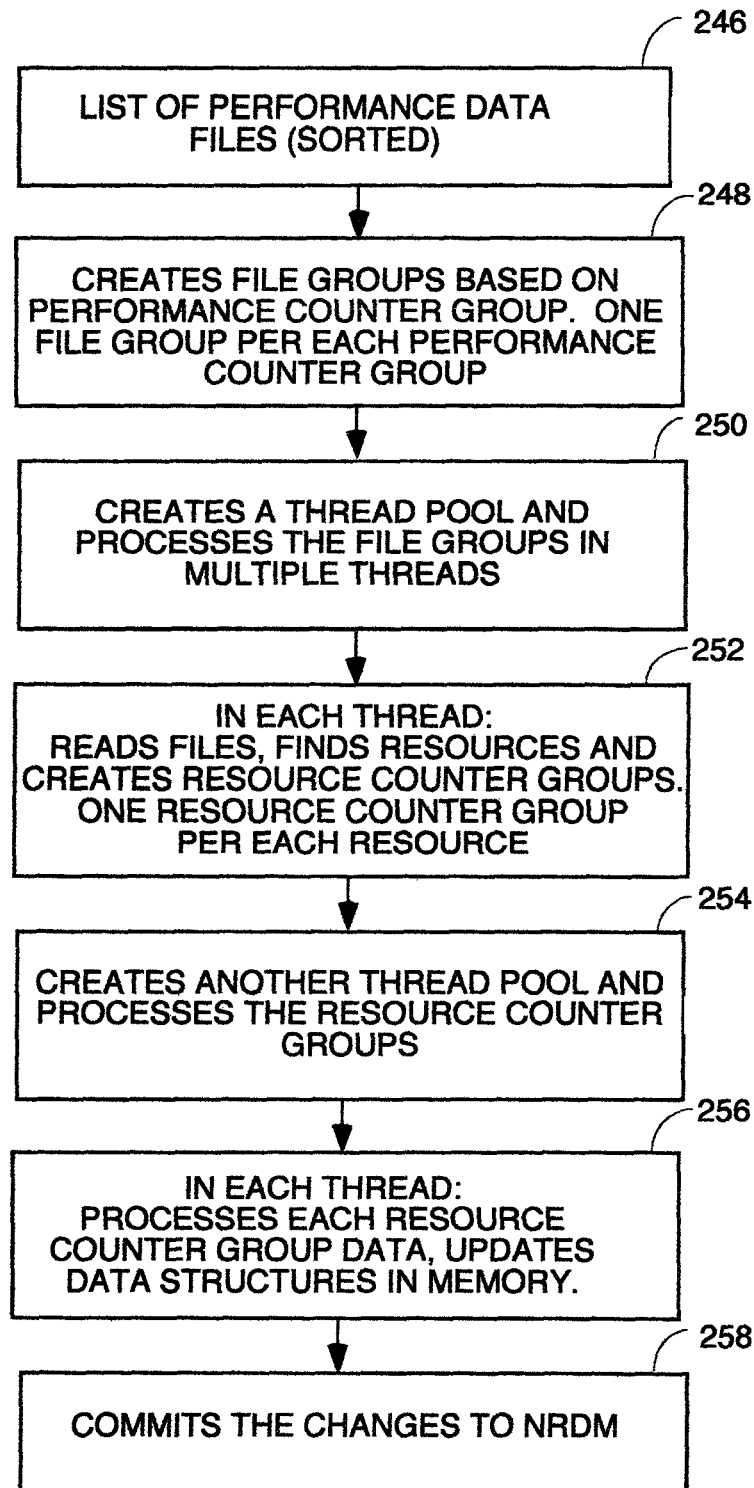 246
LIST OF PERFORMANCE DATA
FILES (SORTED)
248
CREATES FILE GROUPS BASED ON
PERFORMANCE COUNTER GROUP. ONE
FILE GROUP PER EACH PERFORMANCE
COUNTER GROUP
250
CREATES A THREAD POOL AND
PROCESSES THE FILE GROUPS IN
MULTIPLE THREADS
252
IN EACH THREAD:
READS FILES, FINDS RESOURCES AND
CREATES RESOURCE COUNTER GROUPS.
ONE RESOURCE COUNTER GROUP
PER EACH RESOURCE
254
CREATES ANOTHER THREAD POOL AND
PROCESSES THE RESOURCE COUNTER
GROUPS
256
IN EACH THREAD:
PROCESSES EACH RESOURCE
COUNTER GROUP DATA, UPDATES
DATA STRUCTURES IN MEMORY.
258
COMMITS THE CHANGES TO NRDM